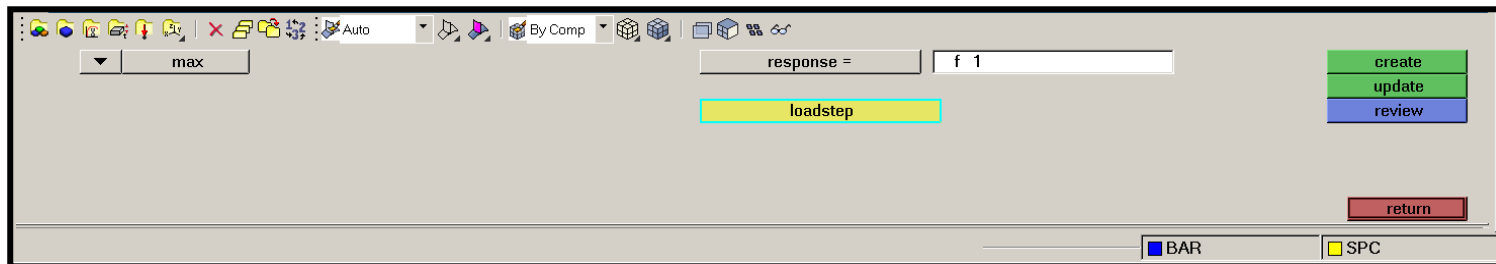 Auto By Comp
max response = f 1 create
update
loadstep review
return
BAR SPC